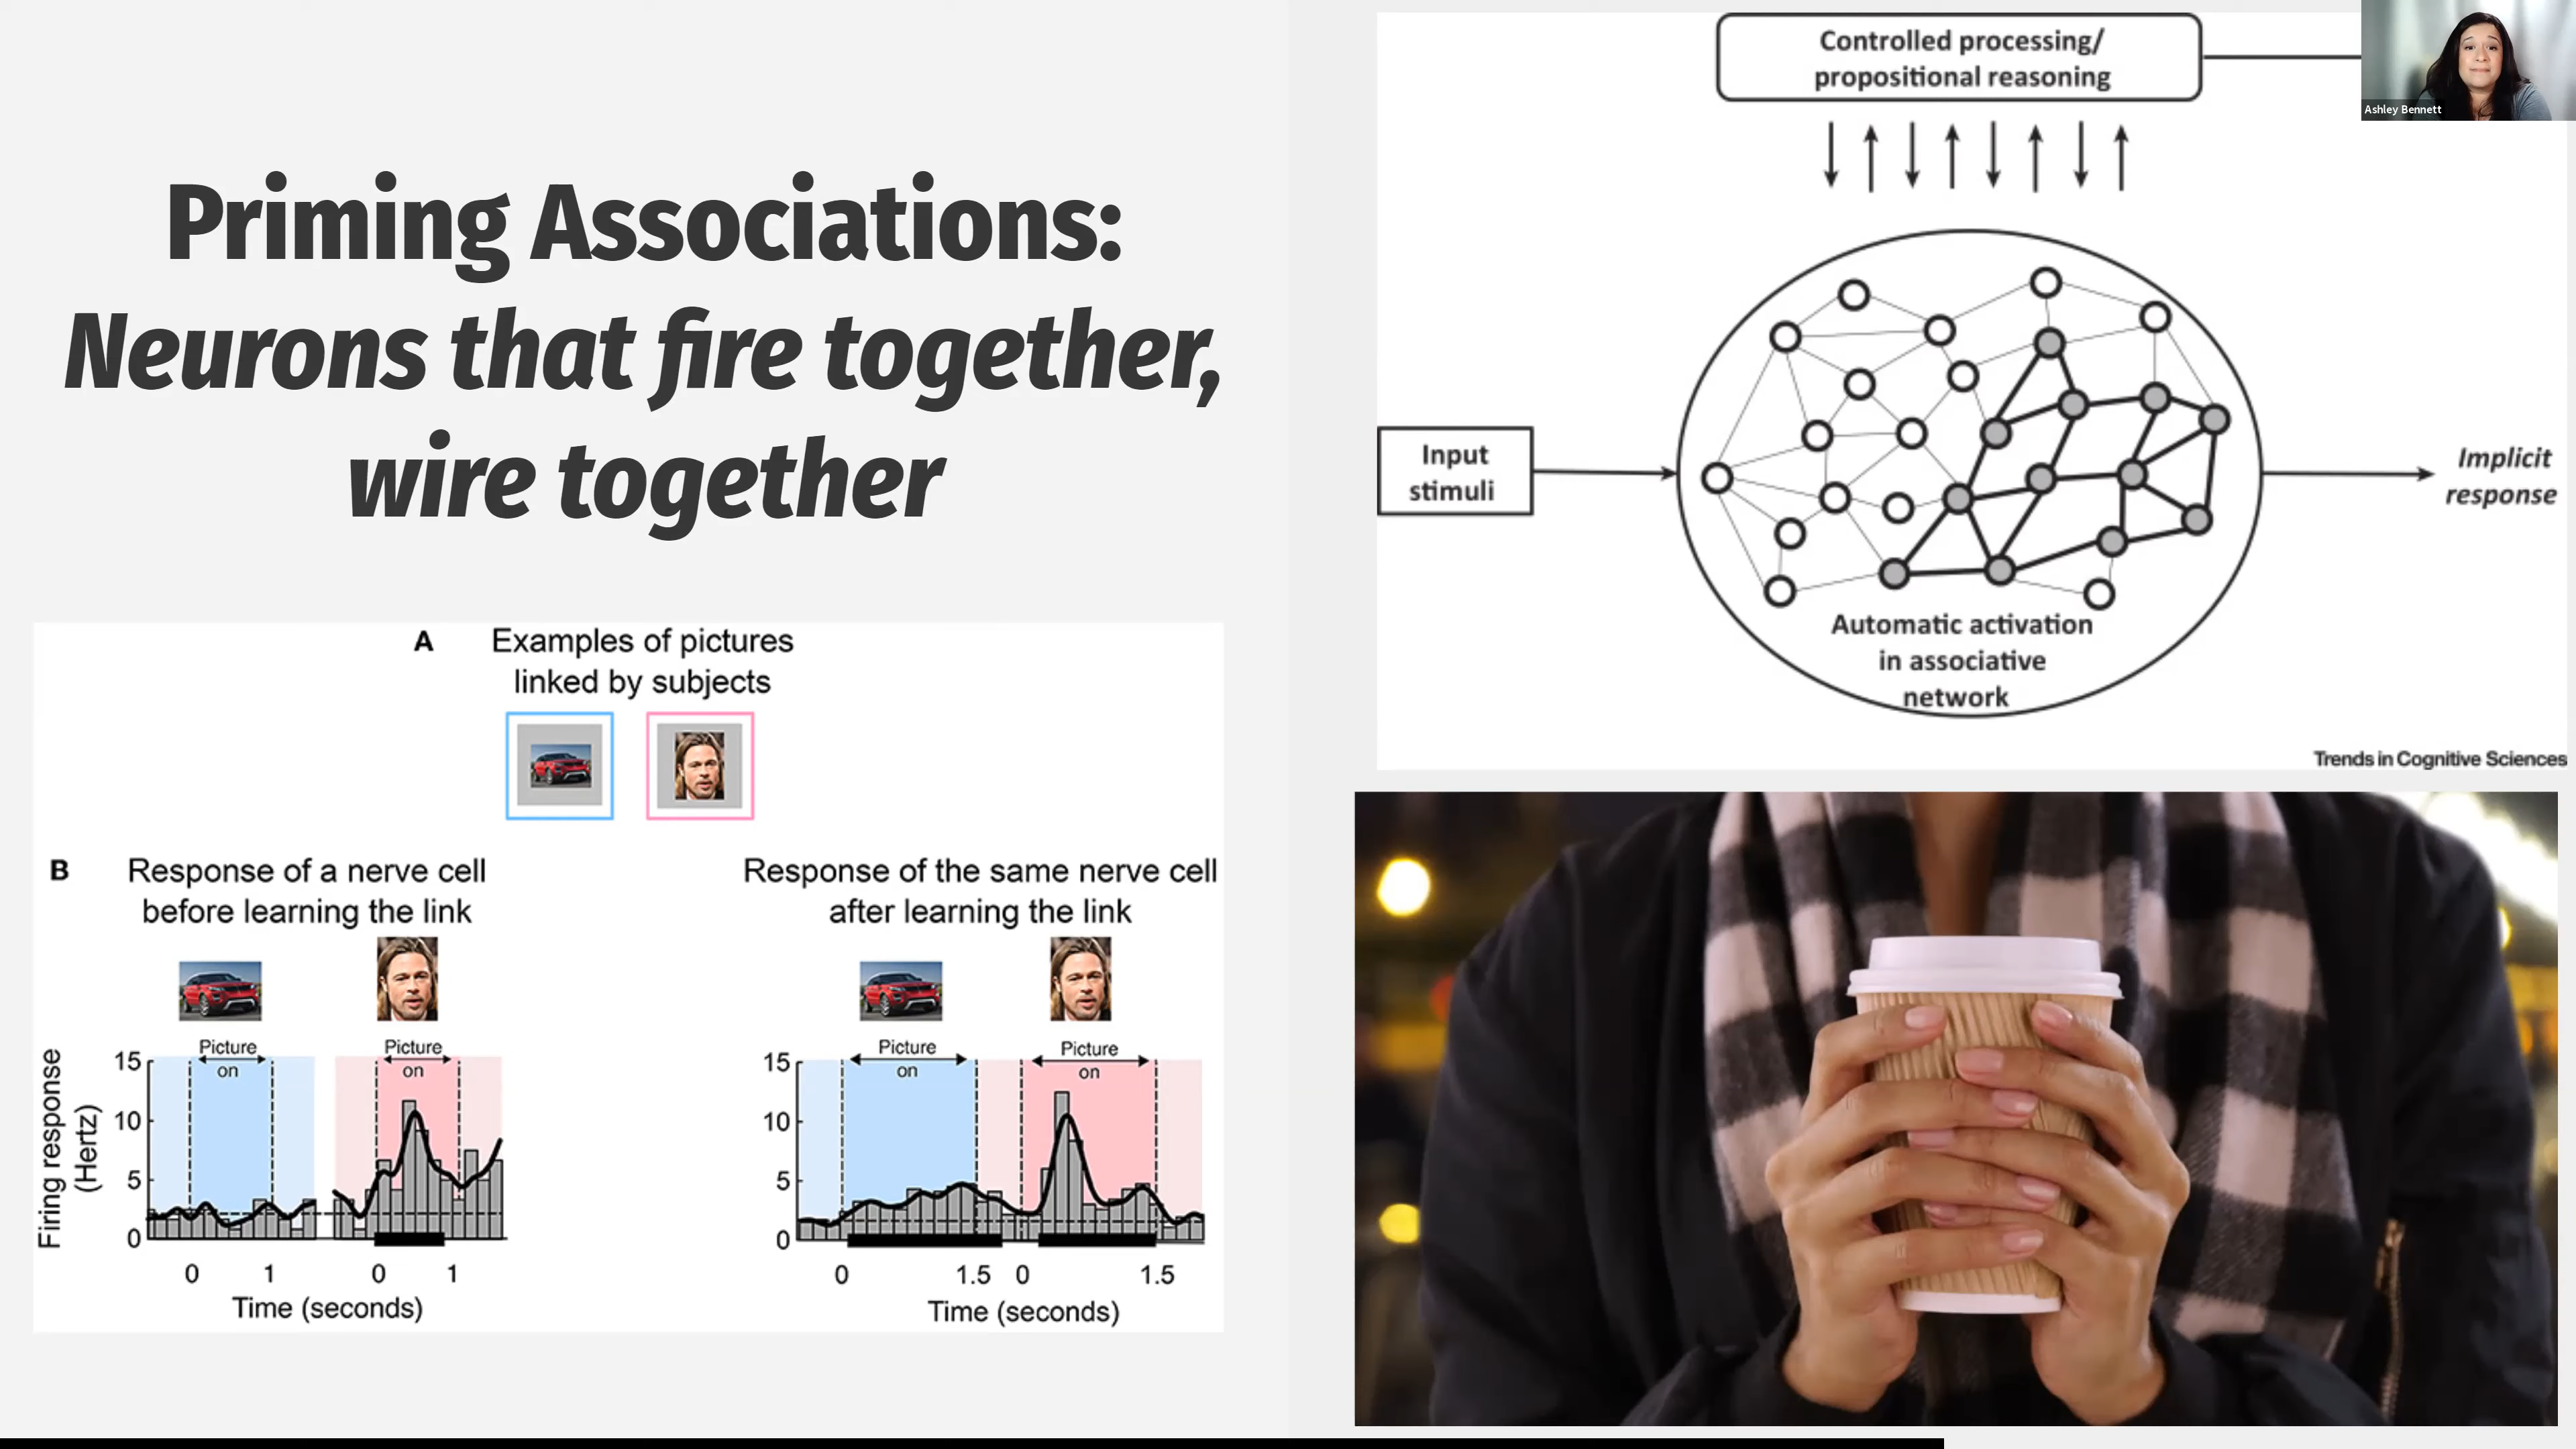 Priming Associations:
Neurons that fire together,
wire together
A
Examples of pictures
linked by subjects
B
Response of a nerve cell
before learning the link
Response of the same nerve cell
after learning the link
Firing response
(Hertz)
15
10
5
0
Picture
on
Picture
on
0
1
0
1
Time (seconds)
15
10
5
0
Picture
on
Picture
on
0
1.5
0
1.5
Time (seconds)
Controlled processing/
propositional reasoning
Input
stimuli
Implicit
response
Automatic activation
in associative
network
Trends in Cognitive Sciences
Ashley Bennett